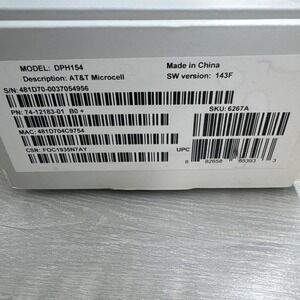 MODEL: DPH154
Made in China
Description: AT&T Microcell
SW version: 143F
S/N: 481D70-0037054956
PN: 74-12183-01 B0 +
SKU: 6267A
MAC: 481D704C9754
CSN: FOC1935N7AY
UPC